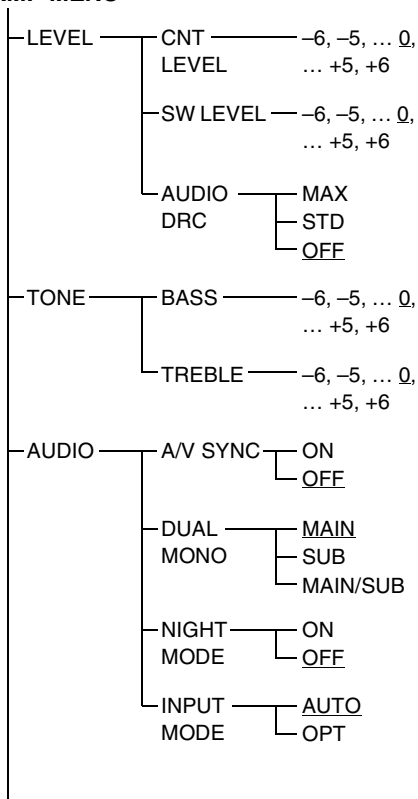 LEVEL CNT LEVEL –6, –5, … 0, … +5, +6
SW LEVEL –6, –5, … 0, … +5, +6
AUDIO DRC MAX
STD
OFF
TONE BASS –6, –5, … 0, … +5, +6
TREBLE –6, –5, … 0, … +5, +6
AUDIO A/V SYNC ON
OFF
DUAL MONO MAIN
SUB
MAIN/SUB
NIGHT MODE ON
OFF
INPUT MODE AUTO
OPT